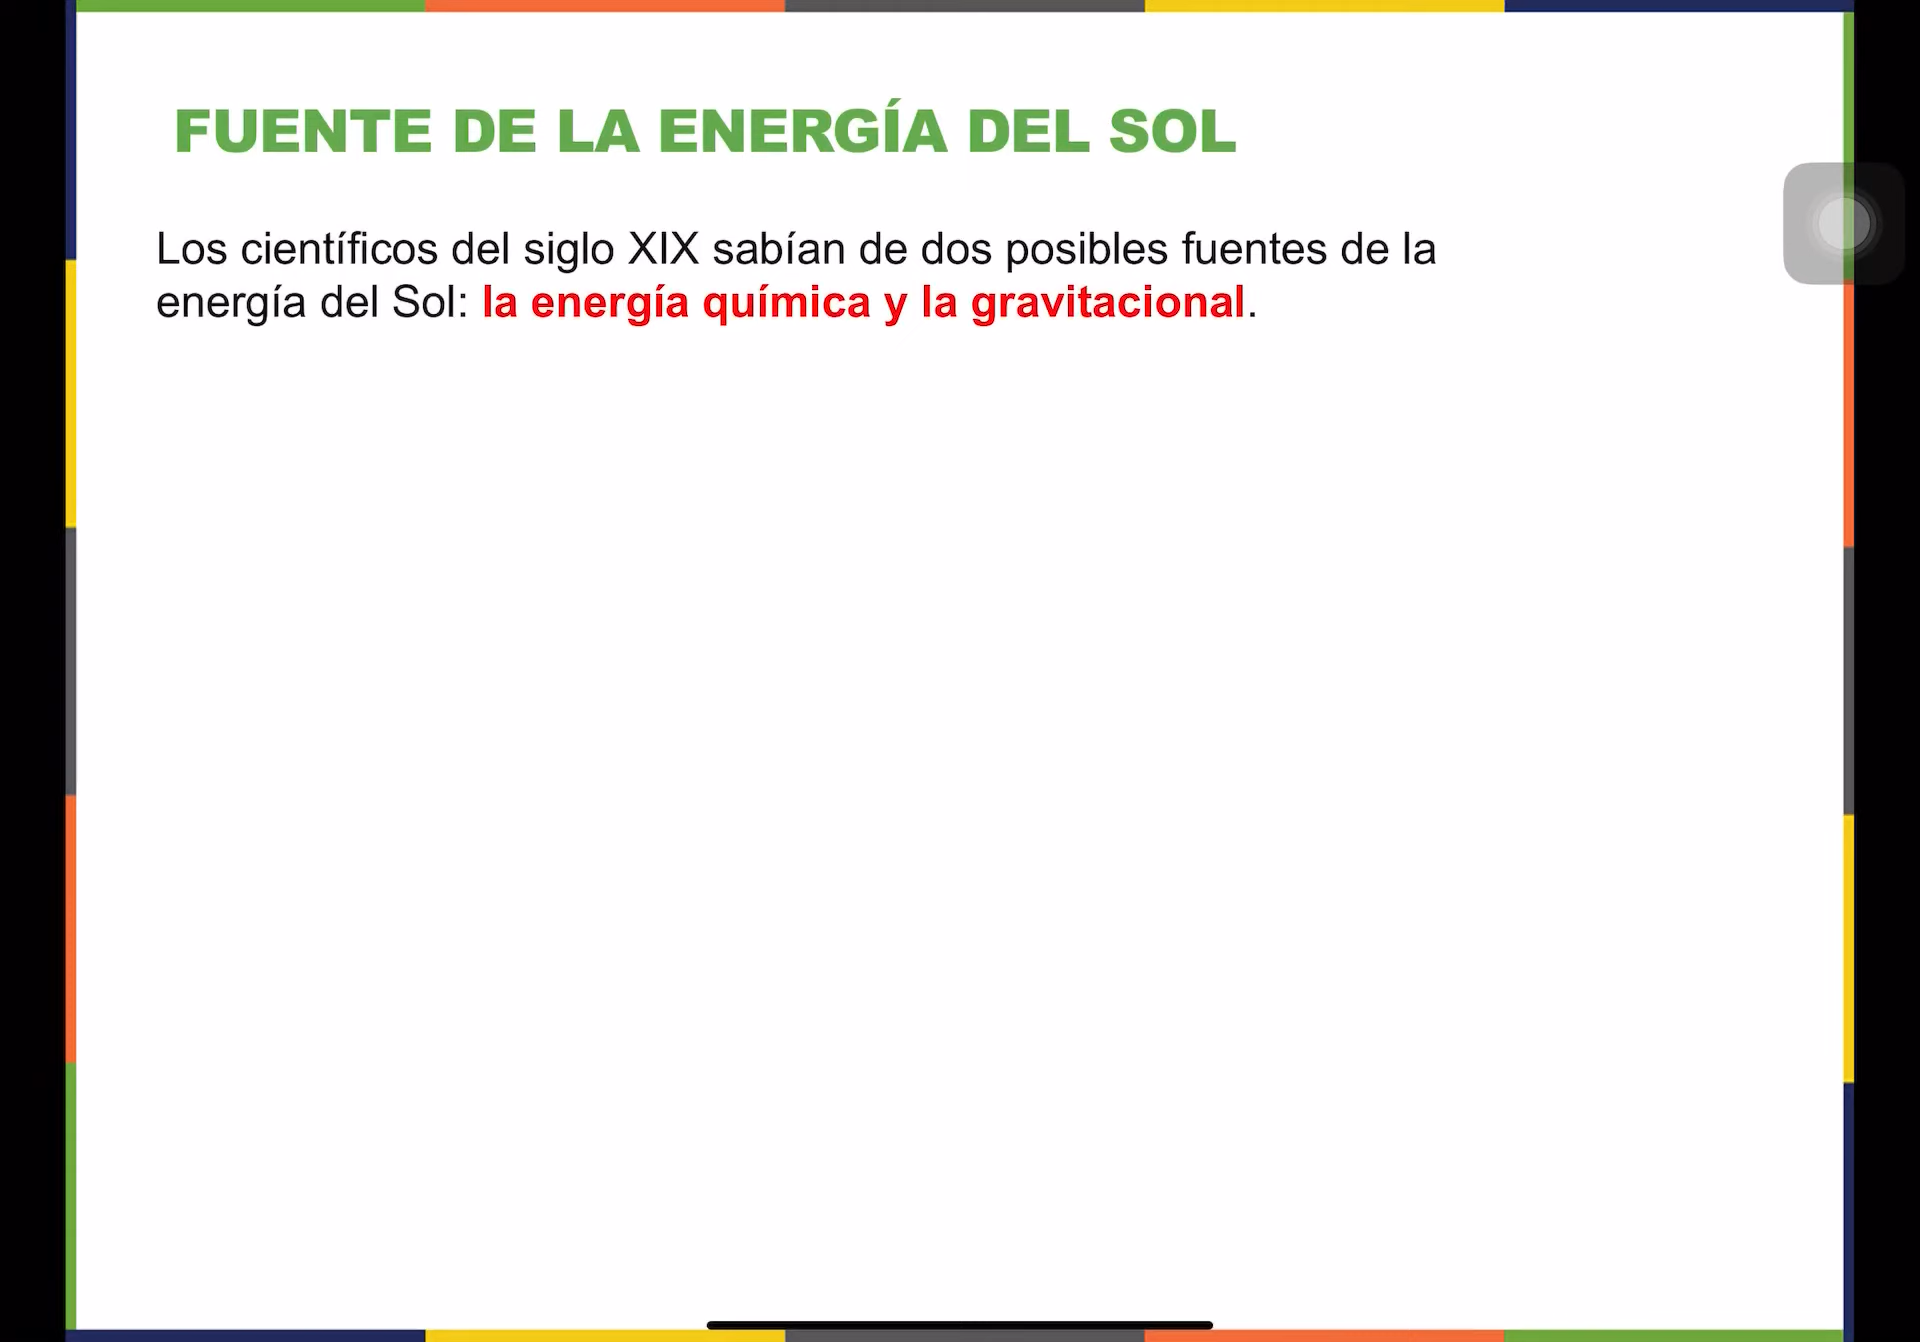 FUENTE DE LA ENERGÍA DEL SOL
Los científicos del siglo XIX sabían de dos posibles fuentes de la
energía del Sol: la energía química y la gravitacional.